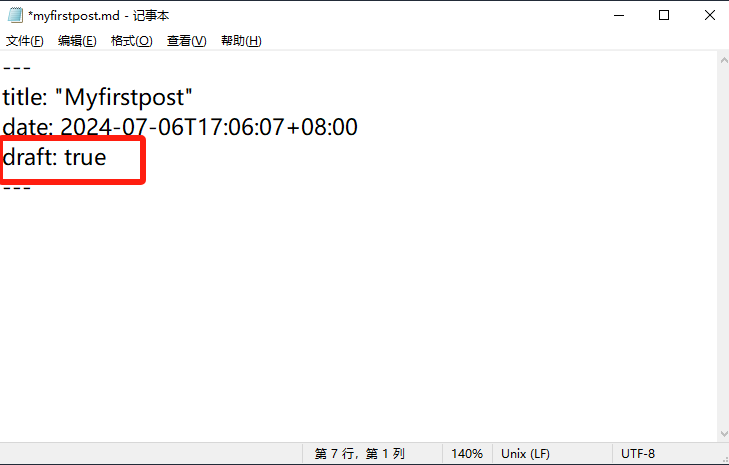 *myfirstpost.md - 记事本
文件(F) 编辑(E) 格式(O) 查看(V) 帮助(H)
---
title: "Myfirstpost"
date: 2024-07-06T17:06:07+08:00
draft: true
---
第 7 行，第 1 列 140% Unix (LF) UTF-8